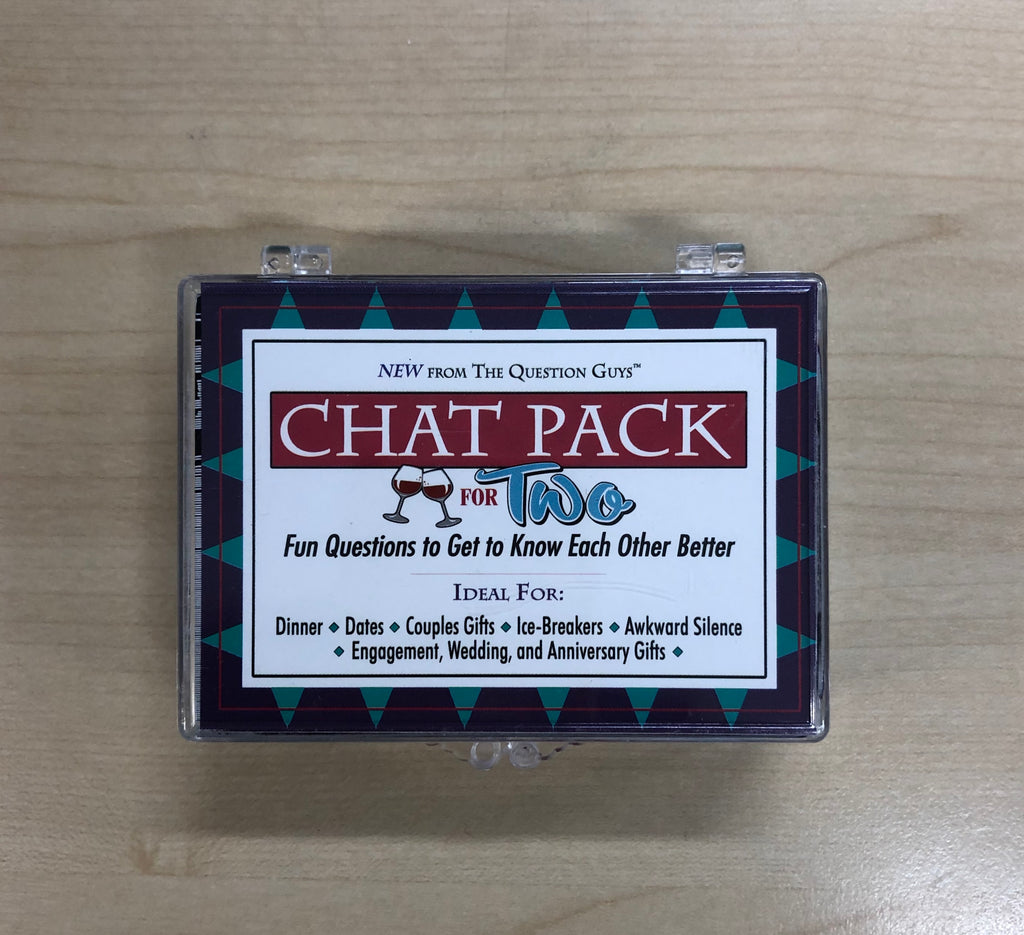 NEW FROM THE QUESTION GUYS™
CHAT PACK
FOR Two
Fun Questions to Get to Know Each Other Better
IDEAL FOR:
Dinner ◆ Dates ◆ Couples Gifts ◆ Ice-Breakers ◆ Awkward Silence
◆ Engagement, Wedding, and Anniversary Gifts ◆